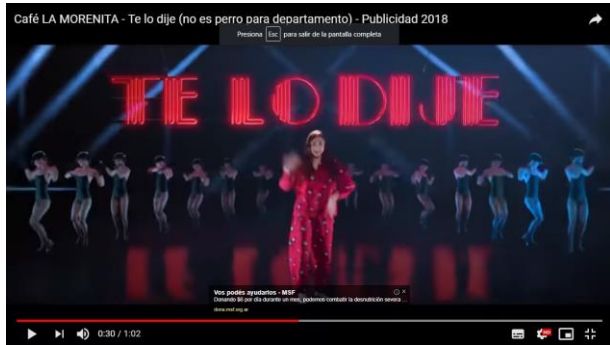 Café LA MORENITA - Te lo dije (no es perro para departamento) - Publicidad 2018
Presiona Esc para salir de la pantalla completa
TE LO DIJE
Vos podés ayudarlos - MSF
Donando $6 por día durante un mes, podemos combatir la desnutrición severa ...
dona.msf.org.ar
0:30 / 1:02